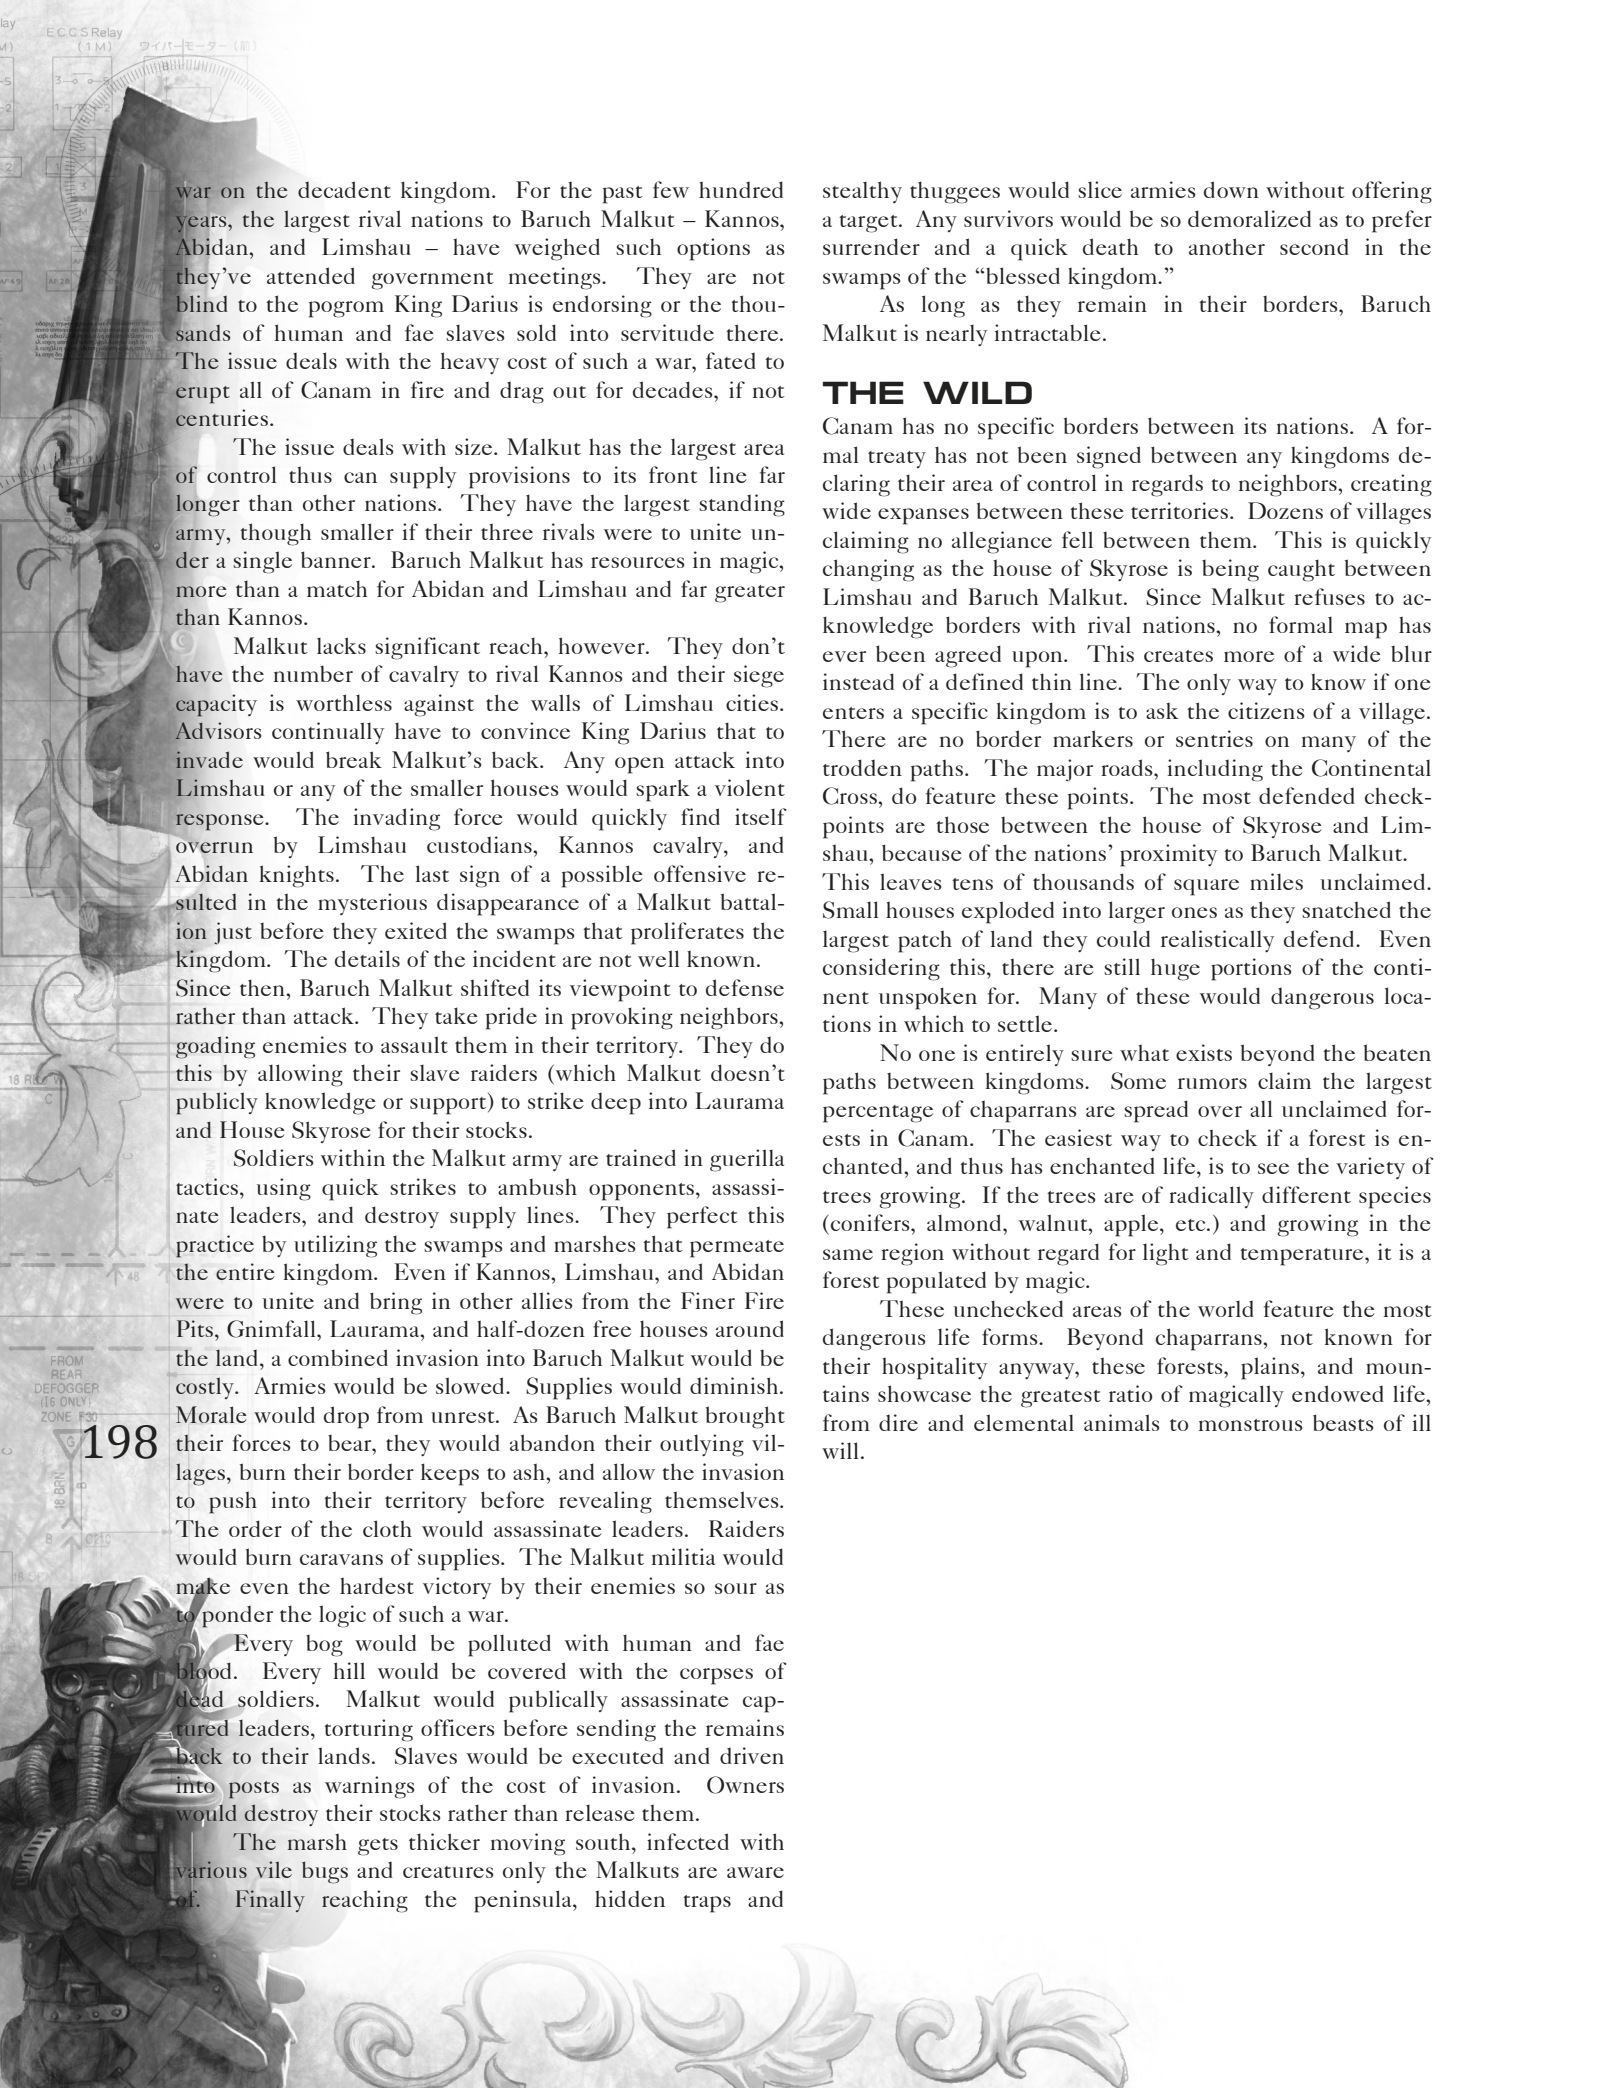 ECCS Relay
(1M)
ワイパーモーター（前）
war on the decadent kingdom. For the past few hundred
years, the largest rival nations to Baruch Malkut – Kannos,
Abidan, and Limshau – have weighed such options as
they've attended government meetings. They are not
blind to the pogrom King Darius is endorsing or the thou-
sands of human and fae slaves sold into servitude there.
The issue deals with the heavy cost of such a war, fated to
erupt all of Canam in fire and drag out for decades, if not
centuries.
The issue deals with size. Malkut has the largest area
of control thus can supply provisions to its front line far
longer than other nations. They have the largest standing
army, though smaller if their three rivals were to unite un-
der a single banner. Baruch Malkut has resources in magic,
more than a match for Abidan and Limshau and far greater
than Kannos.
Malkut lacks significant reach, however. They don't
have the number of cavalry to rival Kannos and their siege
capacity is worthless against the walls of Limshau cities.
Advisors continually have to convince King Darius that to
invade would break Malkut's back. Any open attack into
Limshau or any of the smaller houses would spark a violent
response. The invading force would quickly find itself
overrun by Limshau custodians, Kannos cavalry, and
Abidan knights. The last sign of a possible offensive re-
sulted in the mysterious disappearance of a Malkut battal-
ion just before they exited the swamps that proliferates the
kingdom. The details of the incident are not well known.
Since then, Baruch Malkut shifted its viewpoint to defense
rather than attack. They take pride in provoking neighbors,
goading enemies to assault them in their territory. They do
this by allowing their slave raiders (which Malkut doesn't
publicly knowledge or support) to strike deep into Laurama
and House Skyrose for their stocks.
Soldiers within the Malkut army are trained in guerilla
tactics, using quick strikes to ambush opponents, assassi-
nate leaders, and destroy supply lines. They perfect this
practice by utilizing the swamps and marshes that permeate
the entire kingdom. Even if Kannos, Limshau, and Abidan
were to unite and bring in other allies from the Finer Fire
Pits, Gnimfall, Laurama, and half-dozen free houses around
the land, a combined invasion into Baruch Malkut would be
costly. Armies would be slowed. Supplies would diminish.
Morale would drop from unrest. As Baruch Malkut brought
their forces to bear, they would abandon their outlying vil-
lages, burn their border keeps to ash, and allow the invasion
to push into their territory before revealing themselves.
The order of the cloth would assassinate leaders. Raiders
would burn caravans of supplies. The Malkut militia would
make even the hardest victory by their enemies so sour as
to ponder the logic of such a war.
Every bog would be polluted with human and fae
blood. Every hill would be covered with the corpses of
dead soldiers. Malkut would publically assassinate cap-
tured leaders, torturing officers before sending the remains
back to their lands. Slaves would be executed and driven
into posts as warnings of the cost of invasion. Owners
would destroy their stocks rather than release them.
The marsh gets thicker moving south, infected with
various vile bugs and creatures only the Malkuts are aware
of. Finally reaching the peninsula, hidden traps and
stealthy thuggees would slice armies down without offering
a target. Any survivors would be so demoralized as to prefer
surrender and a quick death to another second in the
swamps of the “blessed kingdom.”
As long as they remain in their borders, Baruch
Malkut is nearly intractable.
THE WILD
Canam has no specific borders between its nations. A for-
mal treaty has not been signed between any kingdoms de-
claring their area of control in regards to neighbors, creating
wide expanses between these territories. Dozens of villages
claiming no allegiance fell between them. This is quickly
changing as the house of Skyrose is being caught between
Limshau and Baruch Malkut. Since Malkut refuses to ac-
knowledge borders with rival nations, no formal map has
ever been agreed upon. This creates more of a wide blur
instead of a defined thin line. The only way to know if one
enters a specific kingdom is to ask the citizens of a village.
There are no border markers or sentries on many of the
trodden paths. The major roads, including the Continental
Cross, do feature these points. The most defended check-
points are those between the house of Skyrose and Lim-
shau, because of the nations' proximity to Baruch Malkut.
This leaves tens of thousands of square miles unclaimed.
Small houses exploded into larger ones as they snatched the
largest patch of land they could realistically defend. Even
considering this, there are still huge portions of the conti-
nent unspoken for. Many of these would dangerous loca-
tions in which to settle.
No one is entirely sure what exists beyond the beaten
paths between kingdoms. Some rumors claim the largest
percentage of chaparrans are spread over all unclaimed for-
ests in Canam. The easiest way to check if a forest is en-
chanted, and thus has enchanted life, is to see the variety of
trees growing. If the trees are of radically different species
(conifers, almond, walnut, apple, etc.) and growing in the
same region without regard for light and temperature, it is a
forest populated by magic.
These unchecked areas of the world feature the most
dangerous life forms. Beyond chaparrans, not known for
their hospitality anyway, these forests, plains, and moun-
tains showcase the greatest ratio of magically endowed life,
from dire and elemental animals to monstrous beasts of ill
will.
FROM
REAR
DEFOGGER
(16 ONLY)
ZONE F30
198
18 BRN